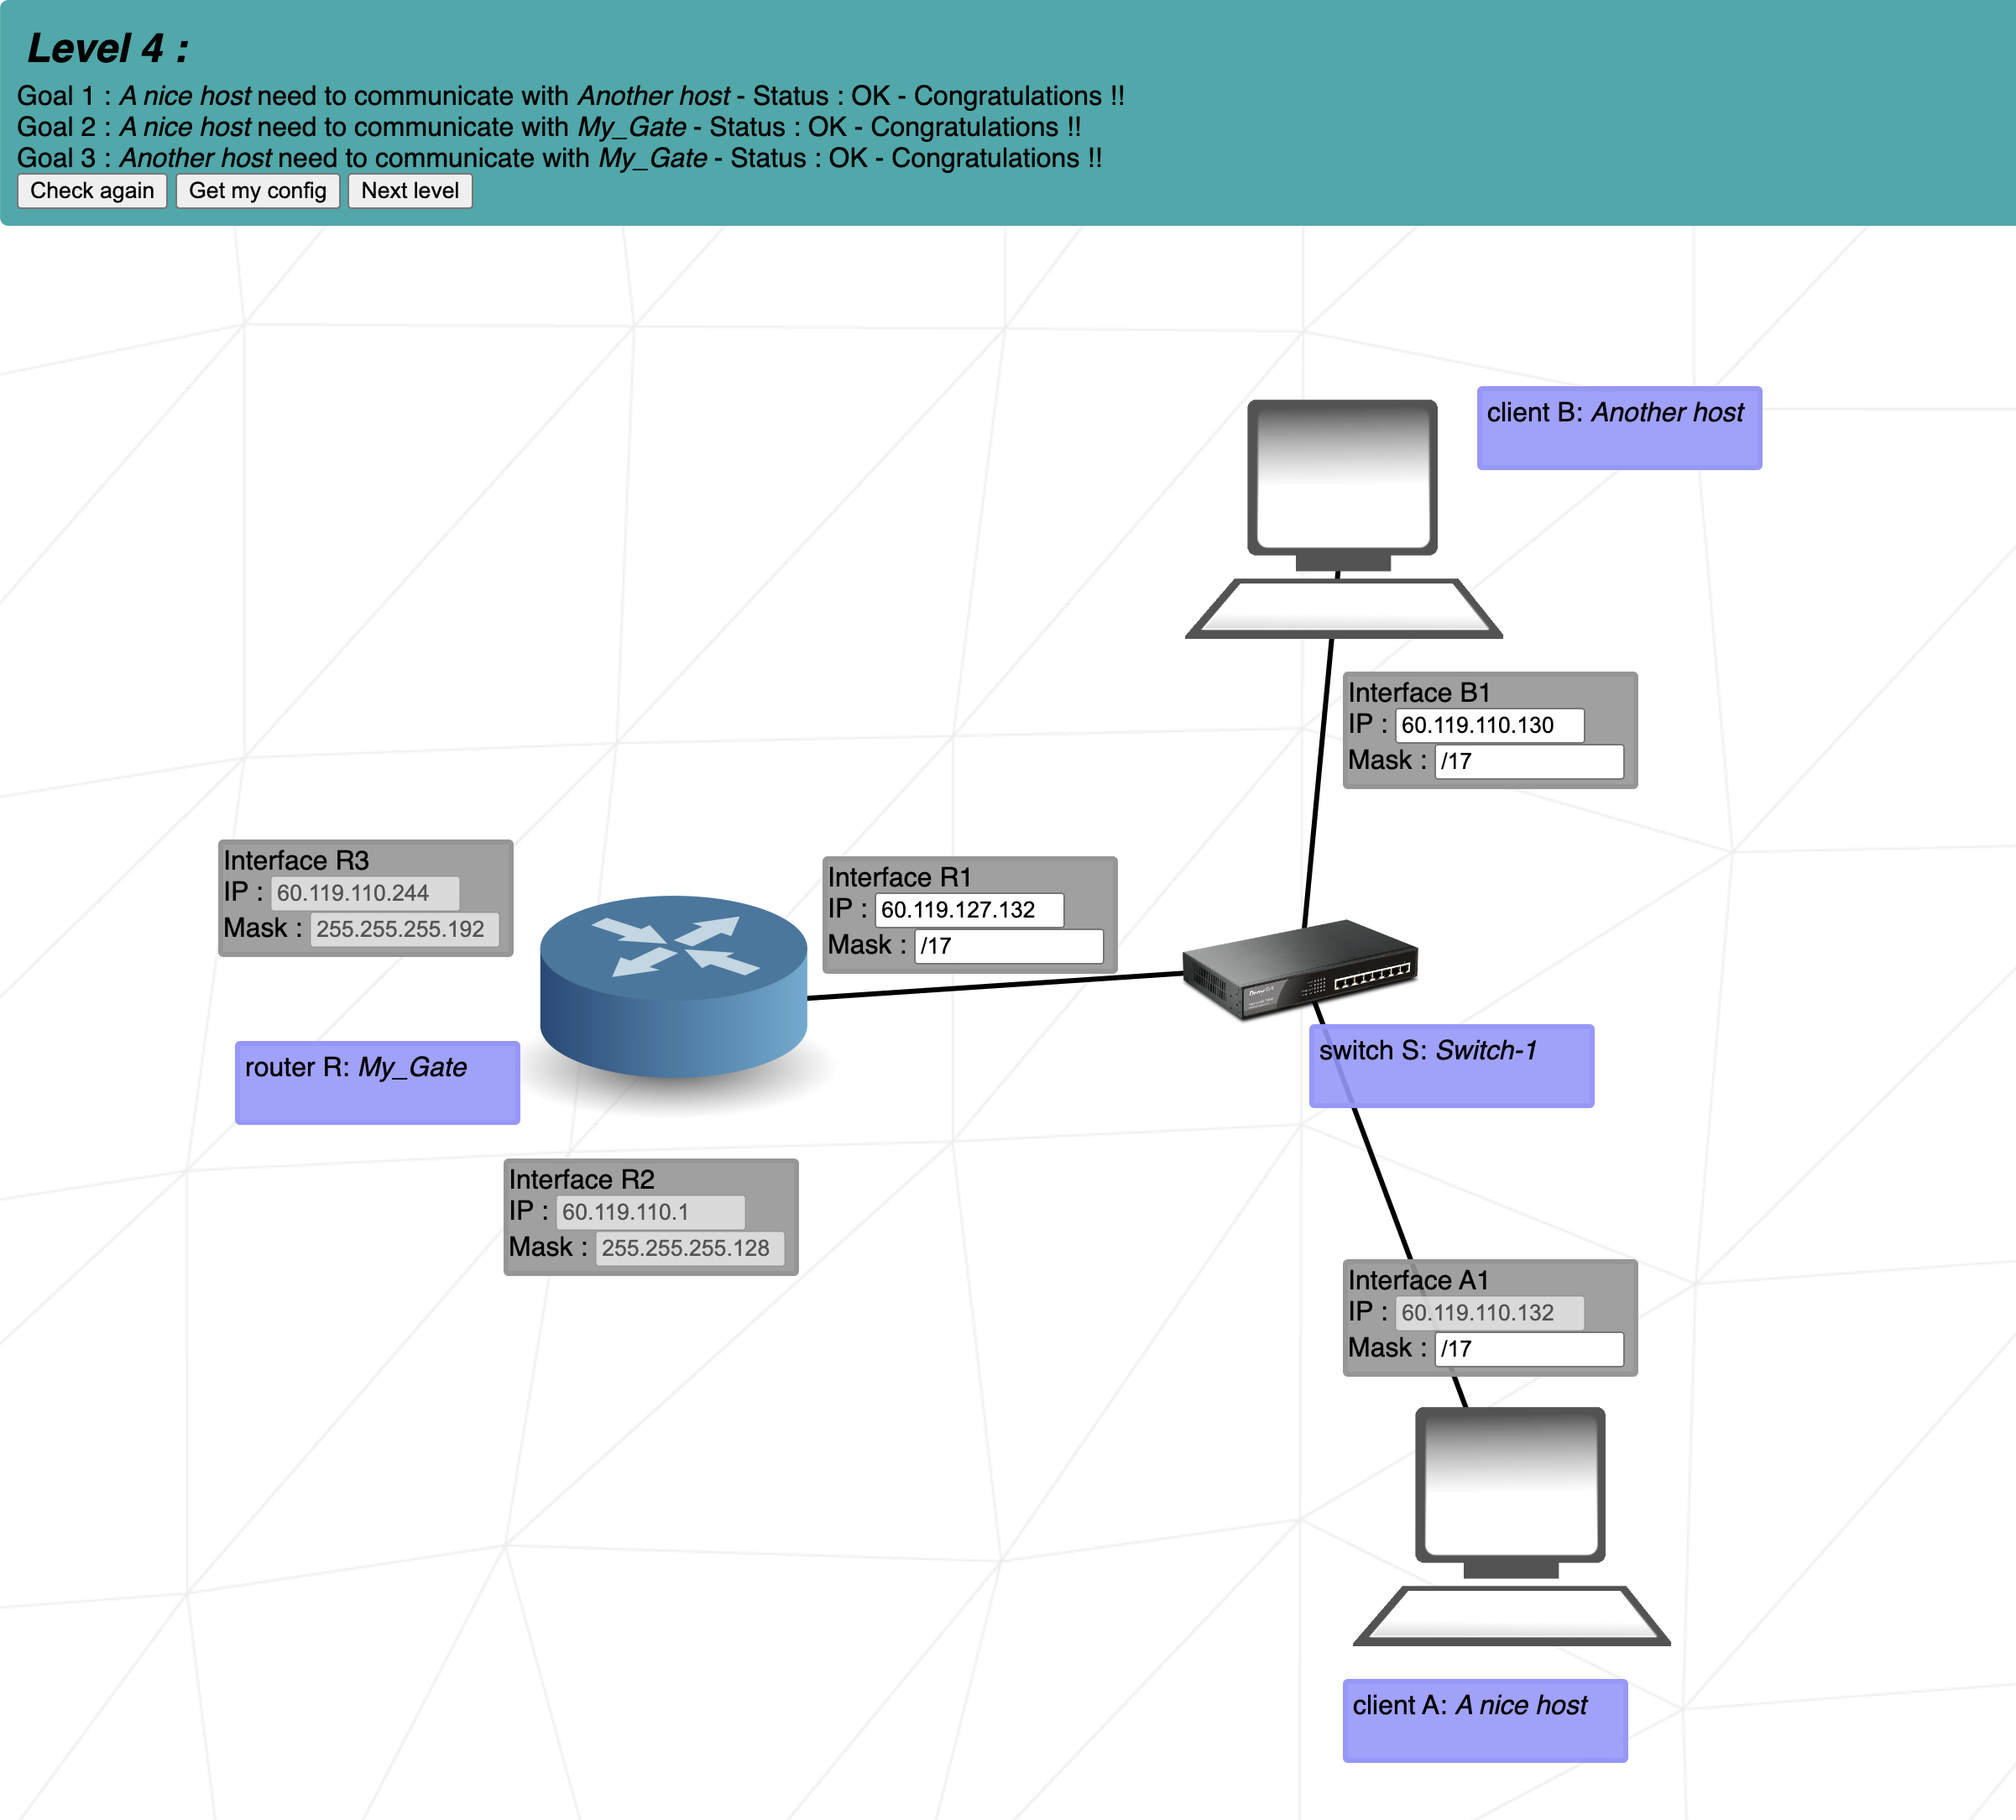 Level 4 :
Goal 1 : A nice host need to communicate with Another host - Status : OK - Congratulations !!
Goal 2 : A nice host need to communicate with My_Gate - Status : OK - Congratulations !!
Goal 3 : Another host need to communicate with My_Gate - Status : OK - Congratulations !!
Check again Get my config Next level
client B: Another host
Interface B1
IP : 60.119.110.130
Mask : /17
Interface R3
IP : 60.119.110.244
Mask : 255.255.255.192
Interface R1
IP : 60.119.127.132
Mask : /17
router R: My_Gate
switch S: Switch-1
Interface R2
IP : 60.119.110.1
Mask : 255.255.255.128
Interface A1
IP : 60.119.110.132
Mask : /17
client A: A nice host